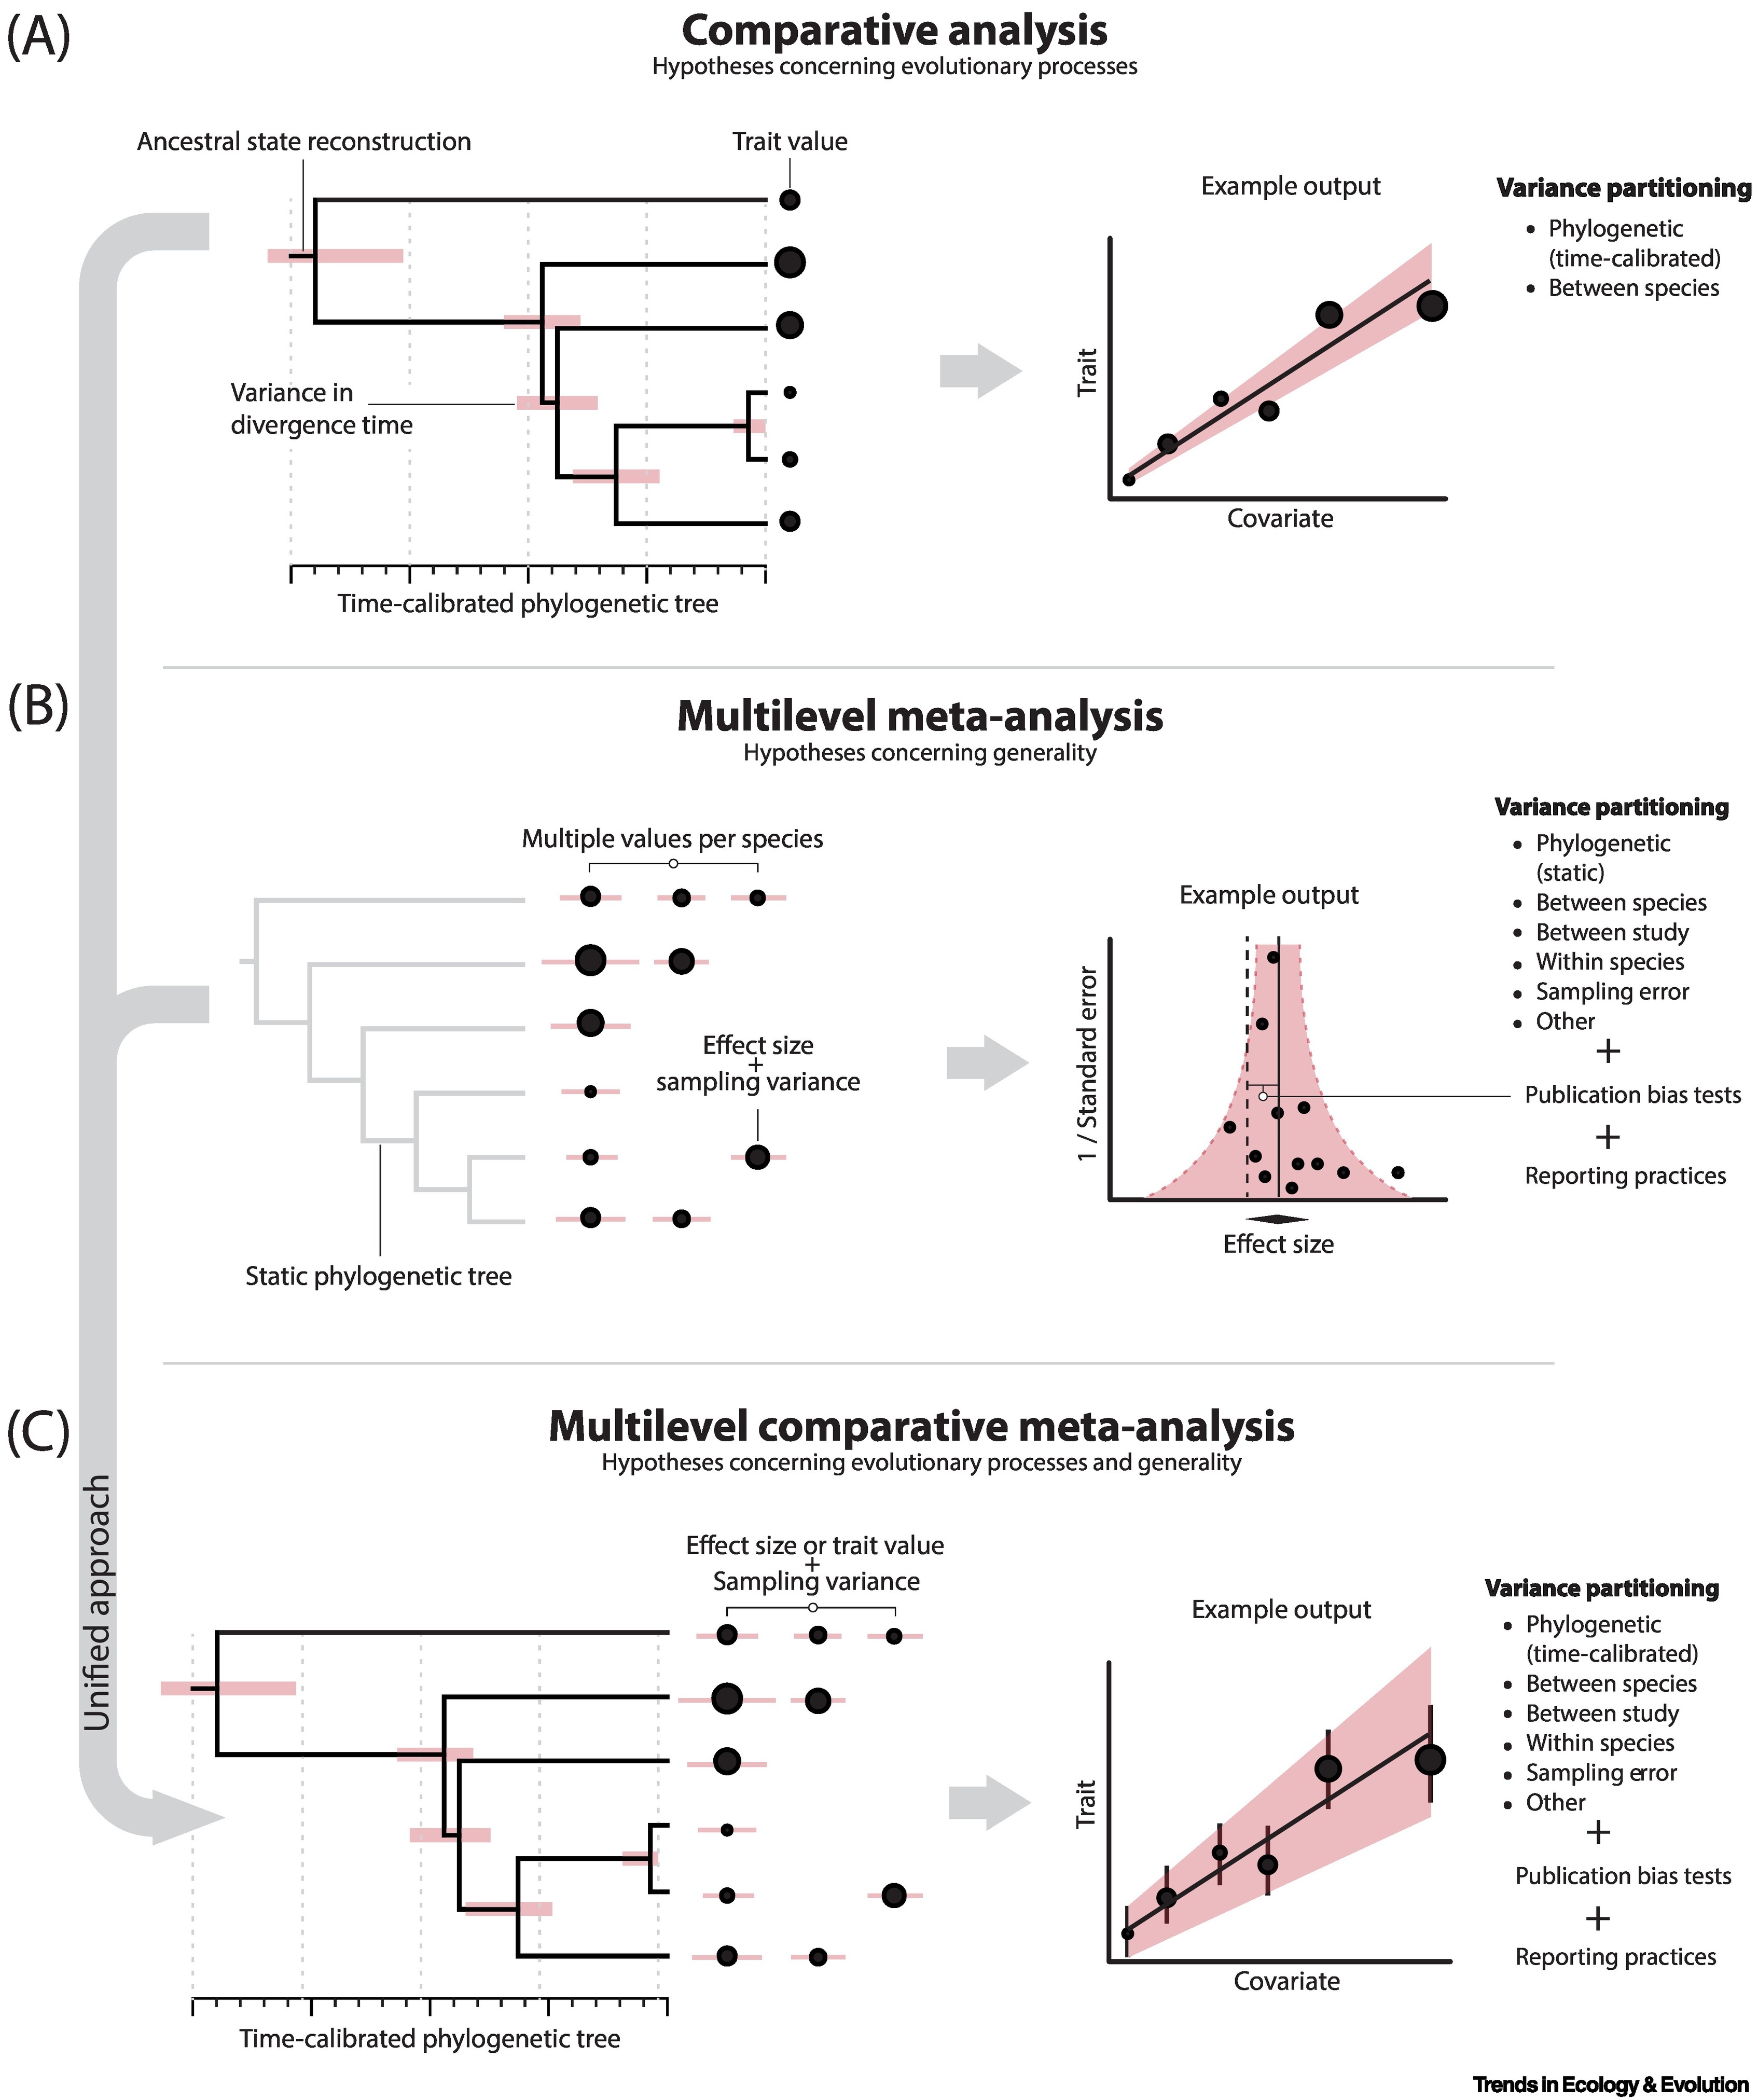 (A)
Comparative analysis
Hypotheses concerning evolutionary processes
Ancestral state reconstruction
Trait value
Variance in
divergence time
Time-calibrated phylogenetic tree
Example output
Trait
Covariate
Variance partitioning
• Phylogenetic
(time-calibrated)
• Between species
(B)
Multilevel meta-analysis
Hypotheses concerning generality
Multiple values per species
Effect size
+
sampling variance
Static phylogenetic tree
Example output
1 / Standard error
Effect size
Variance partitioning
• Phylogenetic
(static)
• Between species
• Between study
• Within species
• Sampling error
• Other
+
Publication bias tests
+
Reporting practices
(C)
Multilevel comparative meta-analysis
Hypotheses concerning evolutionary processes and generality
Unified approach
Effect size or trait value
+
Sampling variance
Time-calibrated phylogenetic tree
Example output
Trait
Covariate
Variance partitioning
• Phylogenetic
(time-calibrated)
• Between species
• Between study
• Within species
• Sampling error
• Other
+
Publication bias tests
+
Reporting practices
Trends in Ecology & Evolution